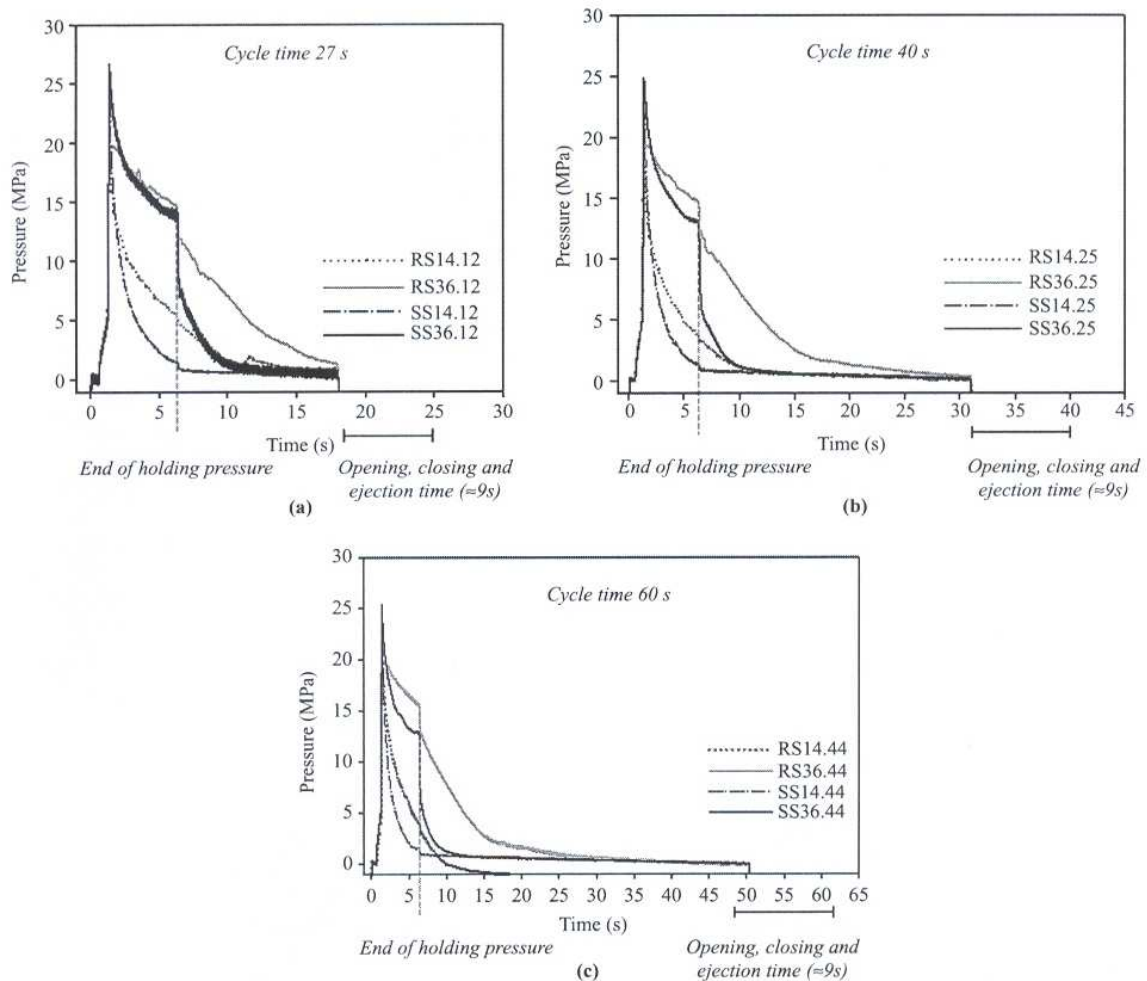 30
25
20
15
10
5
0
Pressure (MPa)
Cycle time 27 s
RS14.12
RS36.12
SS14.12
SS36.12
0 5 10 15 20 25 30
Time (s)
End of holding pressure
Opening, closing and
ejection time (≈9s)
(a)
30
25
20
15
10
5
0
Pressure (MPa)
Cycle time 40 s
RS14.25
RS36.25
SS14.25
SS36.25
0 5 10 15 20 25 30 35 40 45
Time (s)
End of holding pressure
Opening, closing and
ejection time (≈9s)
(b)
30
25
20
15
10
5
0
Pressure (MPa)
Cycle time 60 s
RS14.44
RS36.44
SS14.44
SS36.44
0 5 10 15 20 25 30 35 40 45 50 55 60 65
Time (s)
End of holding pressure
Opening, closing and
ejection time (≈9s)
(c)